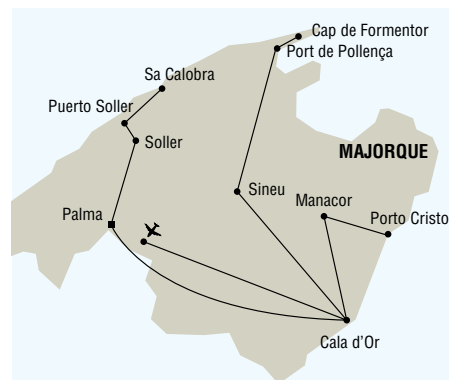 Cap de Formentor
Port de Pollença
Sa Calobra
Puerto Soller
Soller
MAJORQUE
Sineu
Manacor
Palma
Porto Cristo
Cala d'Or